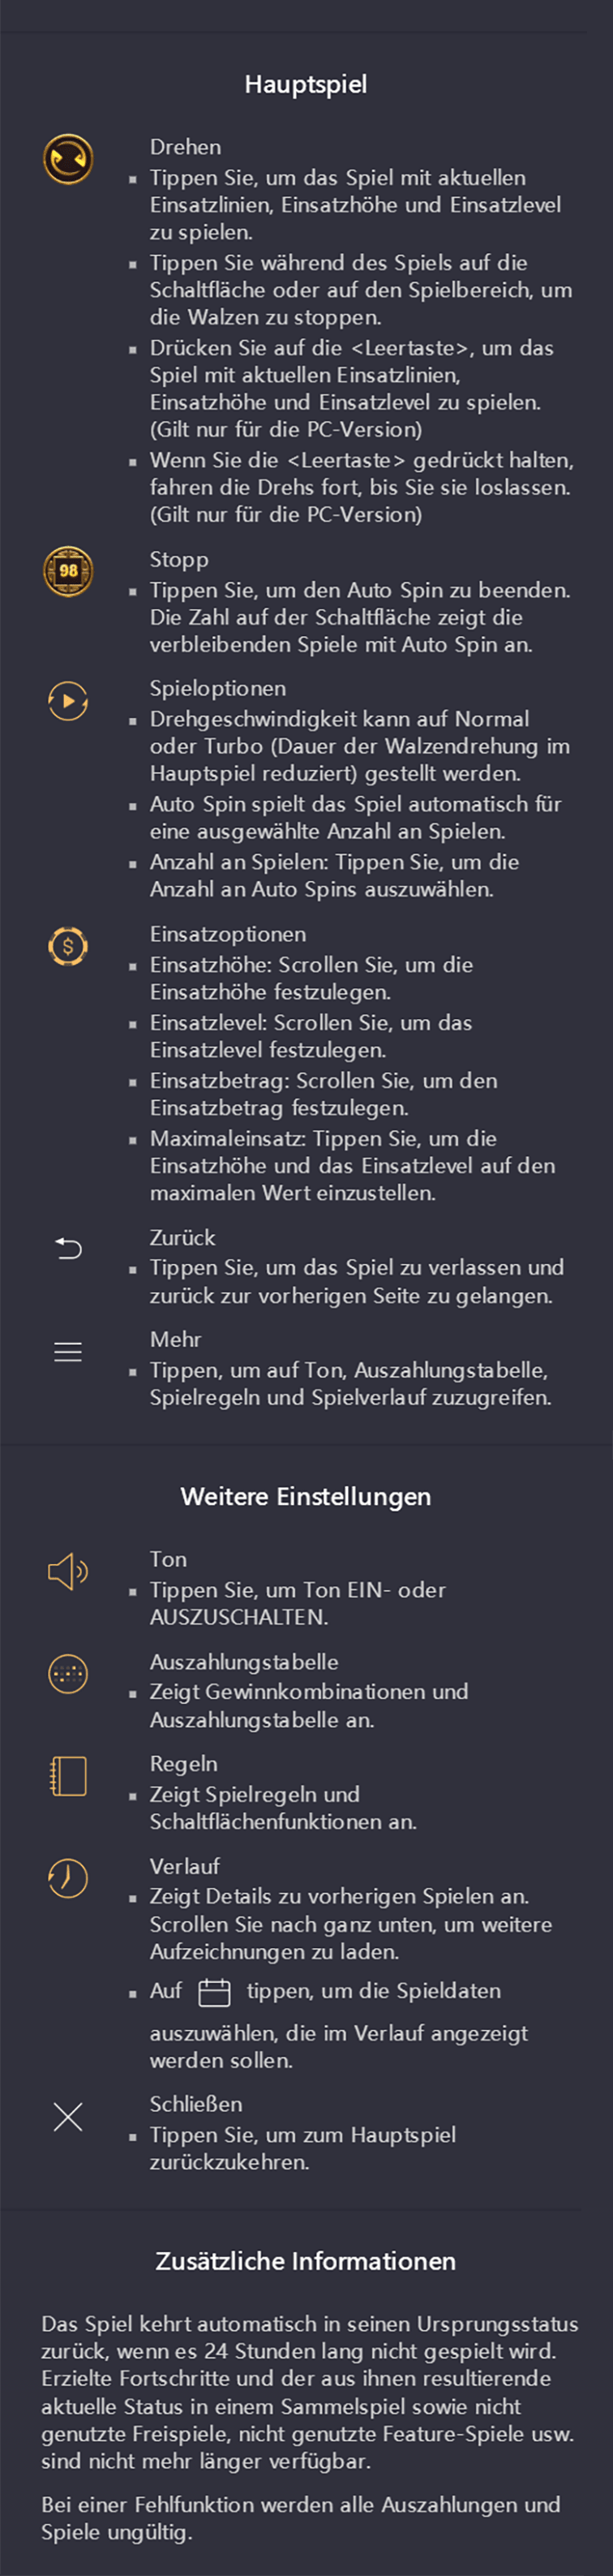 Hauptspiel
Drehen
▪ Tippen Sie, um das Spiel mit aktuellen
Einsatzlinien, Einsatzhöhe und Einsatzlevel
zu spielen.
▪ Tippen Sie während des Spiels auf die
Schaltfläche oder auf den Spielbereich, um
die Walzen zu stoppen.
▪ Drücken Sie auf die <Leertaste>, um das
Spiel mit aktuellen Einsatzlinien,
Einsatzhöhe und Einsatzlevel zu spielen.
(Gilt nur für die PC-Version)
▪ Wenn Sie die <Leertaste> gedrückt halten,
fahren die Drehs fort, bis Sie sie loslassen.
(Gilt nur für die PC-Version)
98
Stopp
▪ Tippen Sie, um den Auto Spin zu beenden.
Die Zahl auf der Schaltfläche zeigt die
verbleibenden Spiele mit Auto Spin an.
Spieloptionen
▪ Drehgeschwindigkeit kann auf Normal
oder Turbo (Dauer der Walzendrehung im
Hauptspiel reduziert) gestellt werden.
▪ Auto Spin spielt das Spiel automatisch für
eine ausgewählte Anzahl an Spielen.
▪ Anzahl an Spielen: Tippen Sie, um die
Anzahl an Auto Spins auszuwählen.
$
Einsatzoptionen
▪ Einsatzhöhe: Scrollen Sie, um die
Einsatzhöhe festzulegen.
▪ Einsatzlevel: Scrollen Sie, um das
Einsatzlevel festzulegen.
▪ Einsatzbetrag: Scrollen Sie, um den
Einsatzbetrag festzulegen.
▪ Maximaleinsatz: Tippen Sie, um die
Einsatzhöhe und das Einsatzlevel auf den
maximalen Wert einzustellen.
Zurück
▪ Tippen Sie, um das Spiel zu verlassen und
zurück zur vorherigen Seite zu gelangen.
Mehr
▪ Tippen, um auf Ton, Auszahlungstabelle,
Spielregeln und Spielverlauf zuzugreifen.
Weitere Einstellungen
Ton
▪ Tippen Sie, um Ton EIN- oder
AUSZUSCHALTEN.
Auszahlungstabelle
▪ Zeigt Gewinnkombinationen und
Auszahlungstabelle an.
Regeln
▪ Zeigt Spielregeln und
Schaltflächenfunktionen an.
Verlauf
▪ Zeigt Details zu vorherigen Spielen an.
Scrollen Sie nach ganz unten, um weitere
Aufzeichnungen zu laden.
▪ Auf tippen, um die Spieldaten
auszuwählen, die im Verlauf angezeigt
werden sollen.
Schließen
▪ Tippen Sie, um zum Hauptspiel
zurückzukehren.
Zusätzliche Informationen
Das Spiel kehrt automatisch in seinen Ursprungsstatus
zurück, wenn es 24 Stunden lang nicht gespielt wird.
Erzielte Fortschritte und der aus ihnen resultierende
aktuelle Status in einem Sammelspiel sowie nicht
genutzte Freispiele, nicht genutzte Feature-Spiele usw.
sind nicht mehr länger verfügbar.
Bei einer Fehlfunktion werden alle Auszahlungen und
Spiele ungültig.